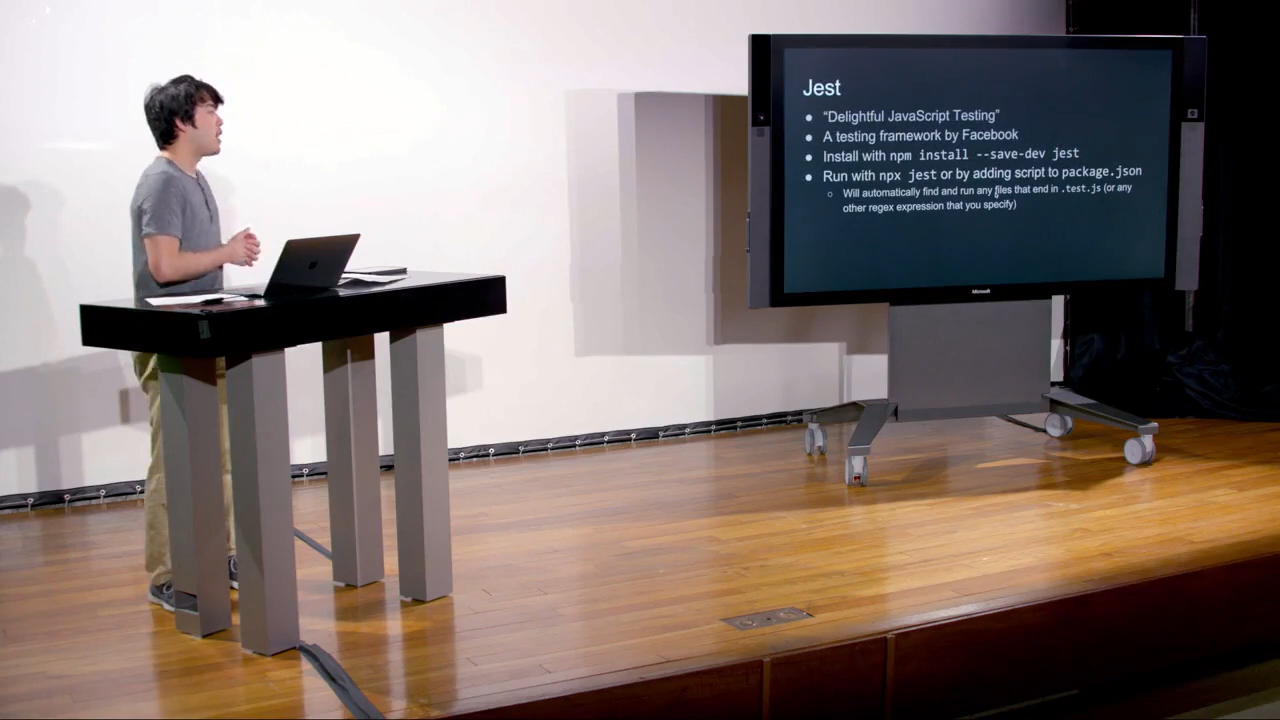 Jest
● “Delightful JavaScript Testing”
● A testing framework by Facebook
● Install with npm install --save-dev jest
● Run with npx jest or by adding script to package.json
○ Will automatically find and run any files that end in .test.js (or any
other regex expression that you specify)
Microsoft